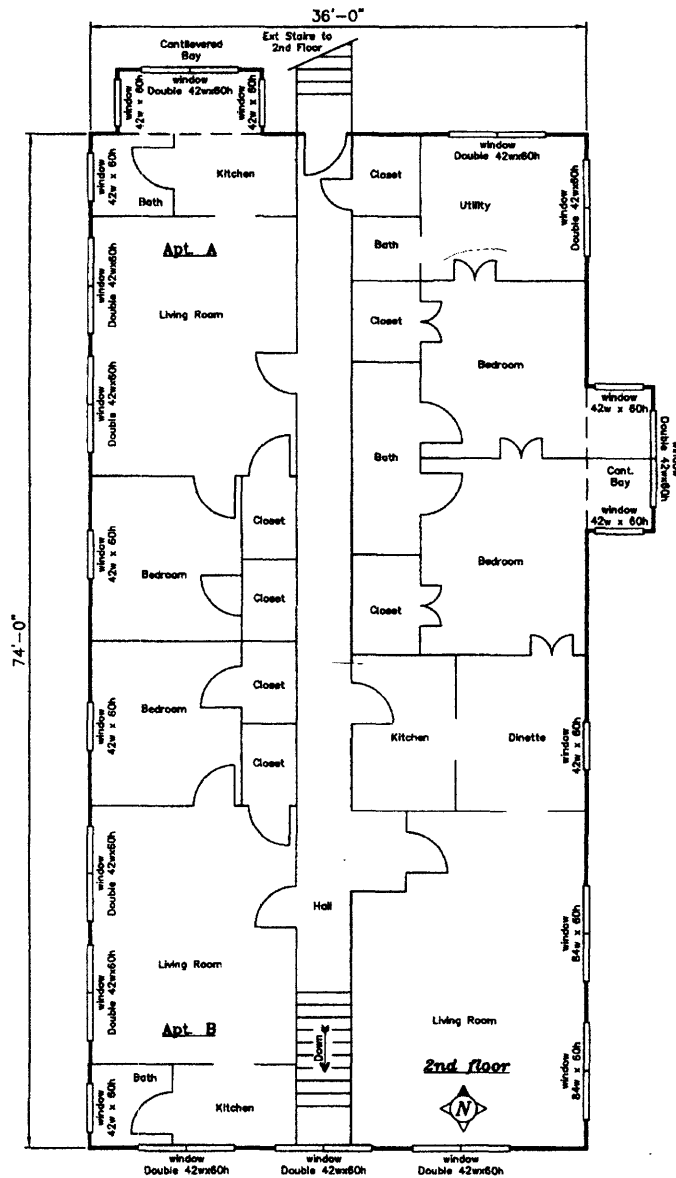 36'-0"
Ext Stairs to
2nd Floor
Cantilevered
Bay
window
Double 42wx60h
window
42w x 60h
window
42w x 60h
window
42w x 60h
Kitchen
Bath
Closet
window
Double 42wx60h
Utility
window
Double 42wx60h
Apt. A
Bath
window
Double 42wx60h
Living Room
Closet
Bedroom
window
Double 42wx60h
window
42w x 60h
window
Double 42wx60h
Bath
Cant.
Bay
window
42w x 60h
Closet
window
42w x 60h
Bedroom
Closet
Bedroom
Closet
74'-0"
Closet
Bedroom
window
42w x 60h
Closet
Kitchen
Dinette
window
42w x 60h
window
Double 42wx60h
Hall
window
84w x 60h
Living Room
window
Double 42wx60h
Apt. B
Down
Living Room
2nd floor
N
window
84w x 60h
Bath
window
42w x 60h
Kitchen
window
Double 42wx60h
window
Double 42wx60h
window
Double 42wx60h